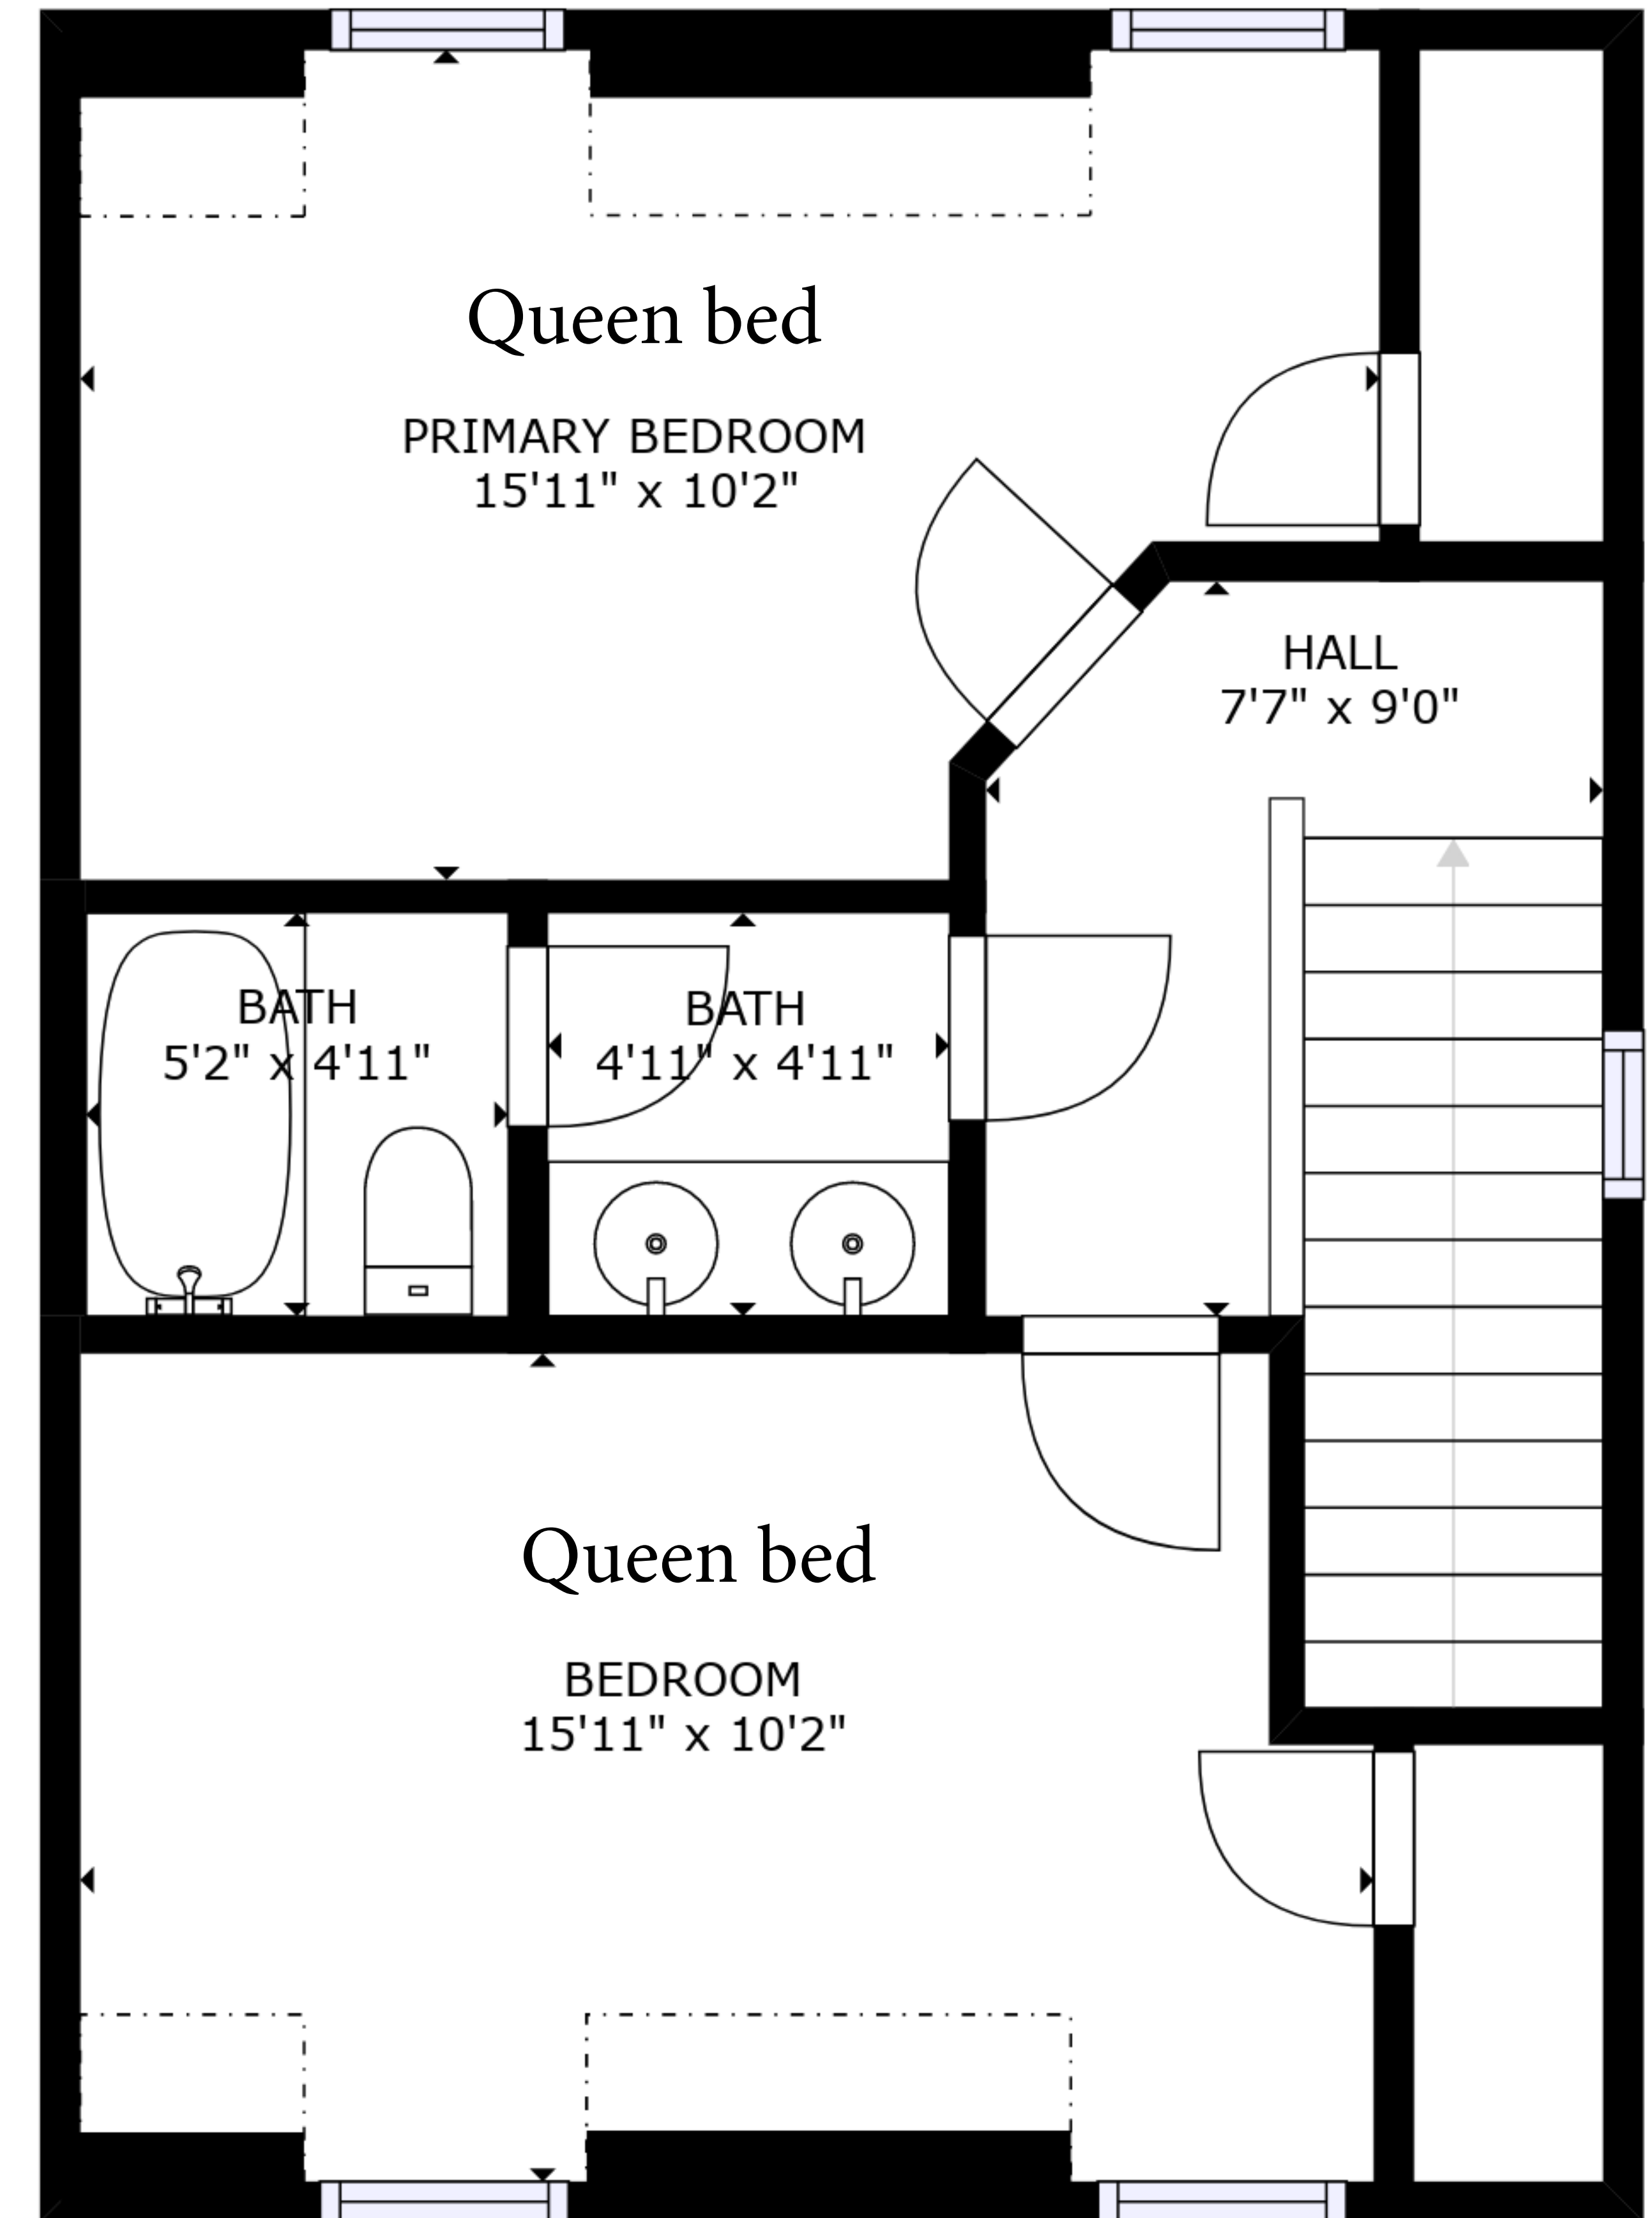 Queen bed
PRIMARY BEDROOM
15'11" x 10'2"
HALL
7'7" x 9'0"
BATH
5'2" x 4'11"
BATH
4'11" x 4'11"
Queen bed
BEDROOM
15'11" x 10'2"